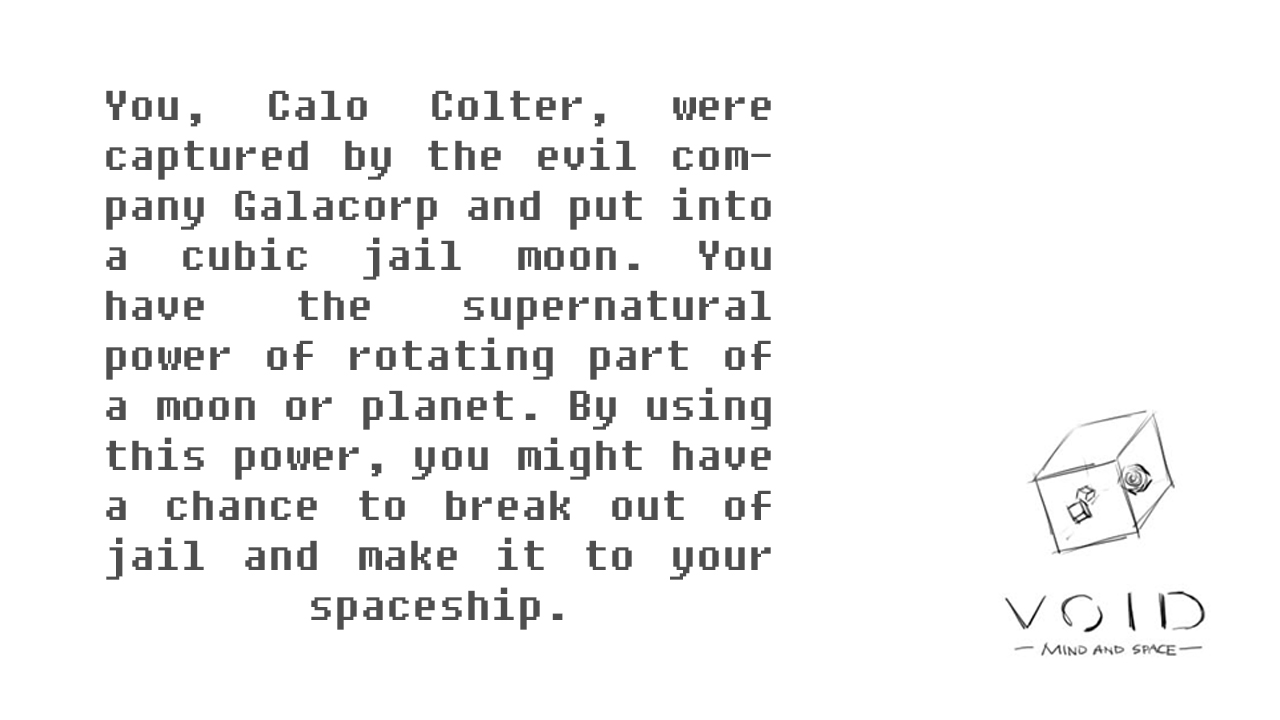 You, Calo Colter, were
captured by the evil com-
pany Galacorp and put into
a cubic jail moon. You
have the supernatural
power of rotating part of
a moon or planet. By using
this power, you might have
a chance to break out of
jail and make it to your
spaceship.
VOID
— MIND AND SPACE —